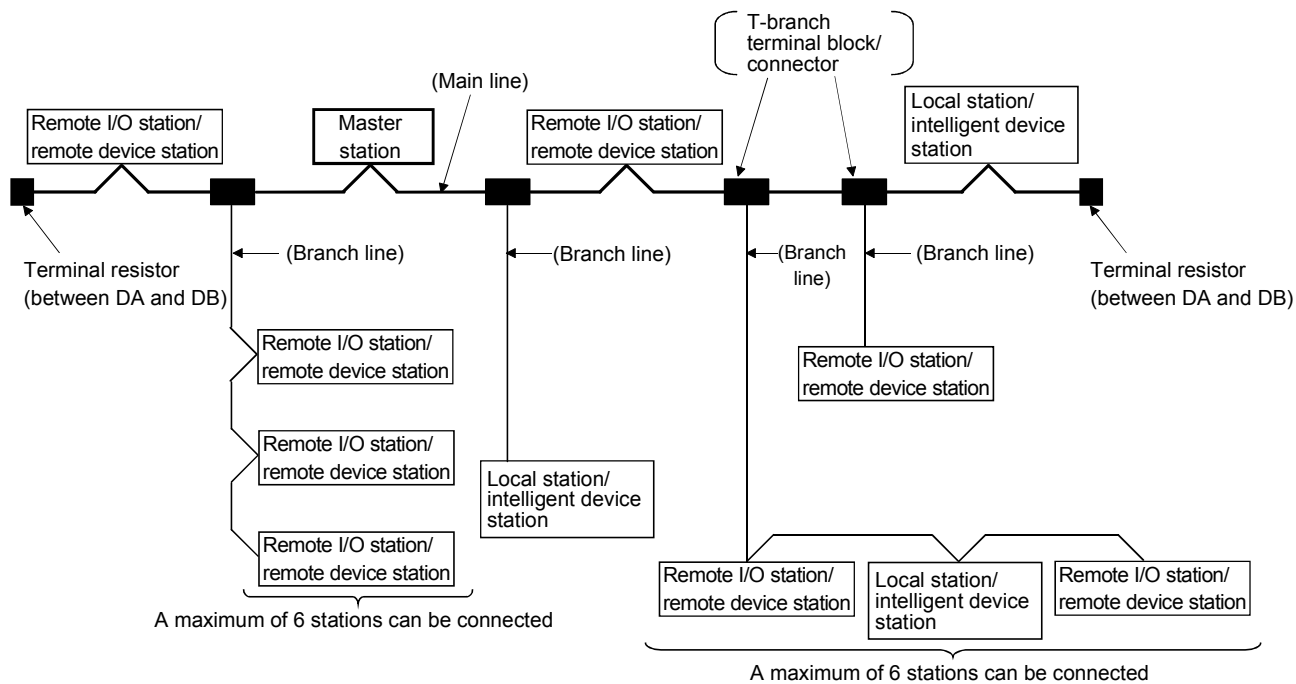 T-branch
terminal block/
connector
(Main line)
Remote I/O station/
remote device station
Master
station
Remote I/O station/
remote device station
Local station/
intelligent device
station
Terminal resistor
(between DA and DB)
(Branch line)
(Branch line)
(Branch
line)
(Branch line)
Terminal resistor
(between DA and DB)
Remote I/O station/
remote device station
Remote I/O station/
remote device station
Remote I/O station/
remote device station
A maximum of 6 stations can be connected
Local station/
intelligent device
station
Remote I/O station/
remote device station
Remote I/O station/
remote device station
Local station/
intelligent device
station
Remote I/O station/
remote device station
A maximum of 6 stations can be connected